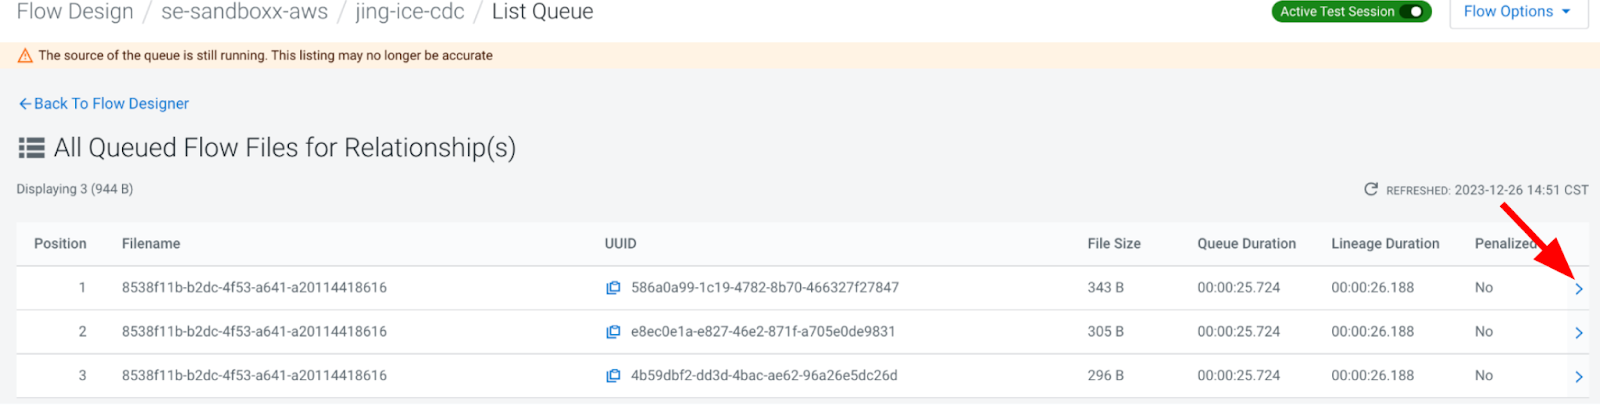 Flow Design / se-sandboxx-aws / jing-ice-cdc / List Queue Active Test Session Flow Options
The source of the queue is still running. This listing may no longer be accurate
Back To Flow Designer
All Queued Flow Files for Relationship(s)
Displaying 3 (944 B) REFRESHED: 2023-12-26 14:51 CST
Position Filename UUID File Size Queue Duration Lineage Duration Penalized
1 8538f11b-b2dc-4f53-a641-a20114418616 586a0a99-1c19-4782-8b70-466327f27847 343 B 00:00:25.724 00:00:26.188 No
2 8538f11b-b2dc-4f53-a641-a20114418616 e8ec0e1a-e827-46e2-871f-a705e0de9831 305 B 00:00:25.724 00:00:26.188 No
3 8538f11b-b2dc-4f53-a641-a20114418616 4b59dbf2-dd3d-4bac-ae62-96a26e5dc26d 296 B 00:00:25.724 00:00:26.188 No